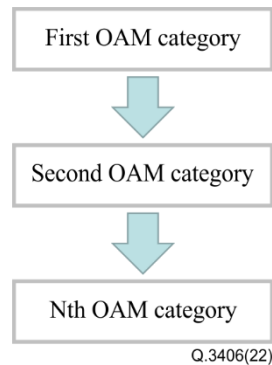 First OAM category
Second OAM category
Nth OAM category
Q.3406(22)